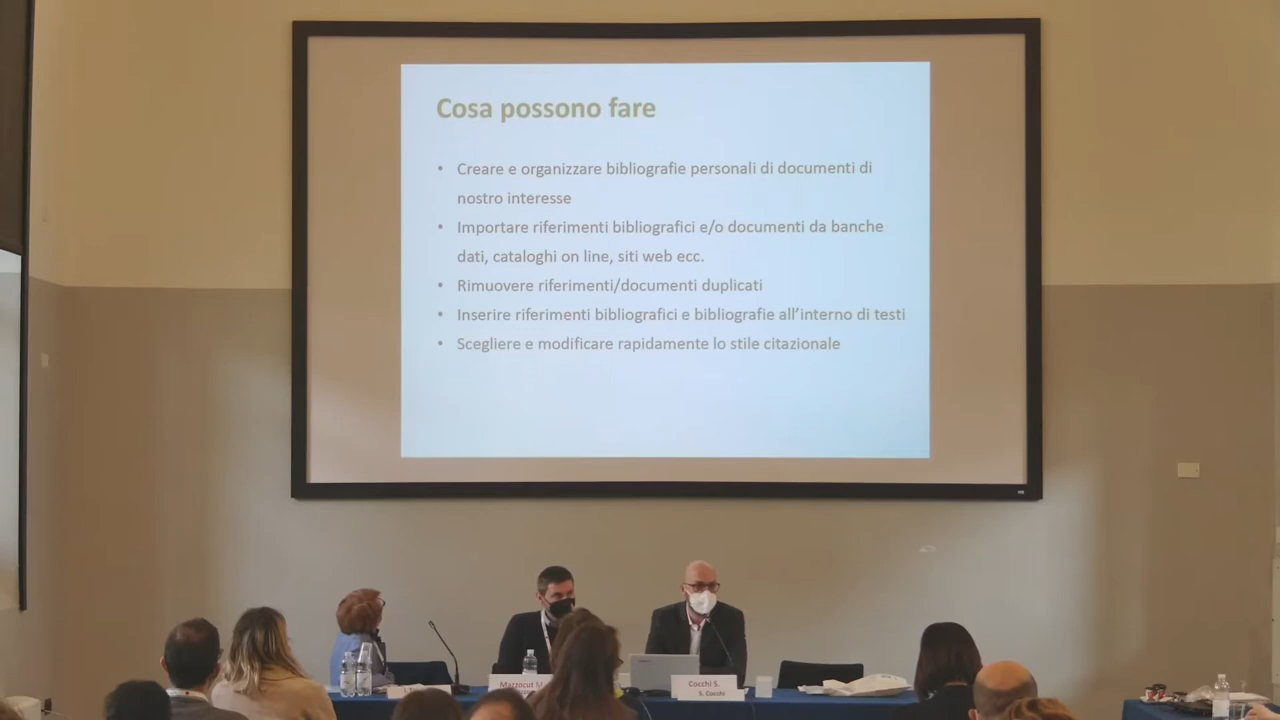 Cosa possono fare
• Creare e organizzare bibliografie personali di documenti di
nostro interesse
• Importare riferimenti bibliografici e/o documenti da banche
dati, cataloghi on line, siti web ecc.
• Rimuovere riferimenti/documenti duplicati
• Inserire riferimenti bibliografici e bibliografie all'interno di testi
• Scegliere e modificare rapidamente lo stile citazionale
Mazzocut M
Cocchi S.
S. Cocchi